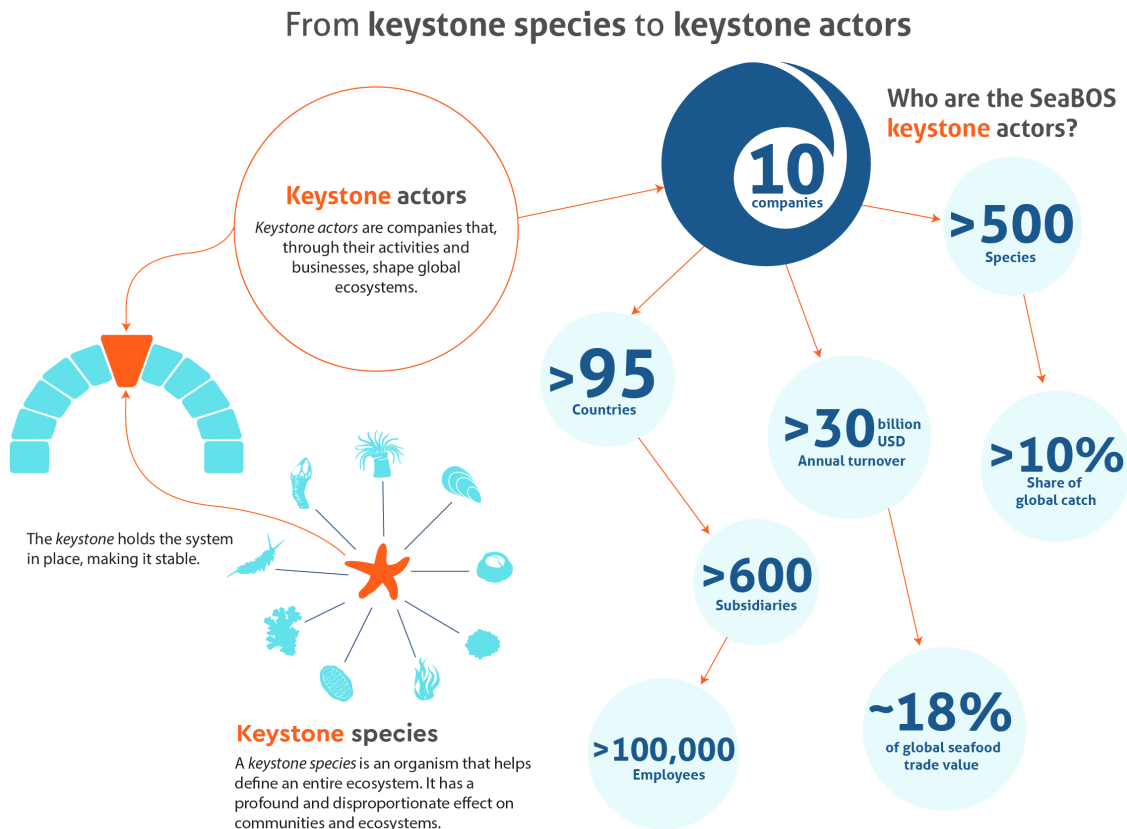 From keystone species to keystone actors
Keystone actors
Keystone actors are companies that,
through their activities and
businesses, shape global
ecosystems.
10
companies
Who are the SeaBOS
keystone actors?
>500
Species
>95
Countries
>30 billion
USD
Annual turnover
>10%
Share of
global catch
The keystone holds the system
in place, making it stable.
>600
Subsidiaries
>100,000
Employees
~18%
of global seafood
trade value
Keystone species
A keystone species is an organism that helps
define an entire ecosystem. It has a
profound and disproportionate effect on
communities and ecosystems.